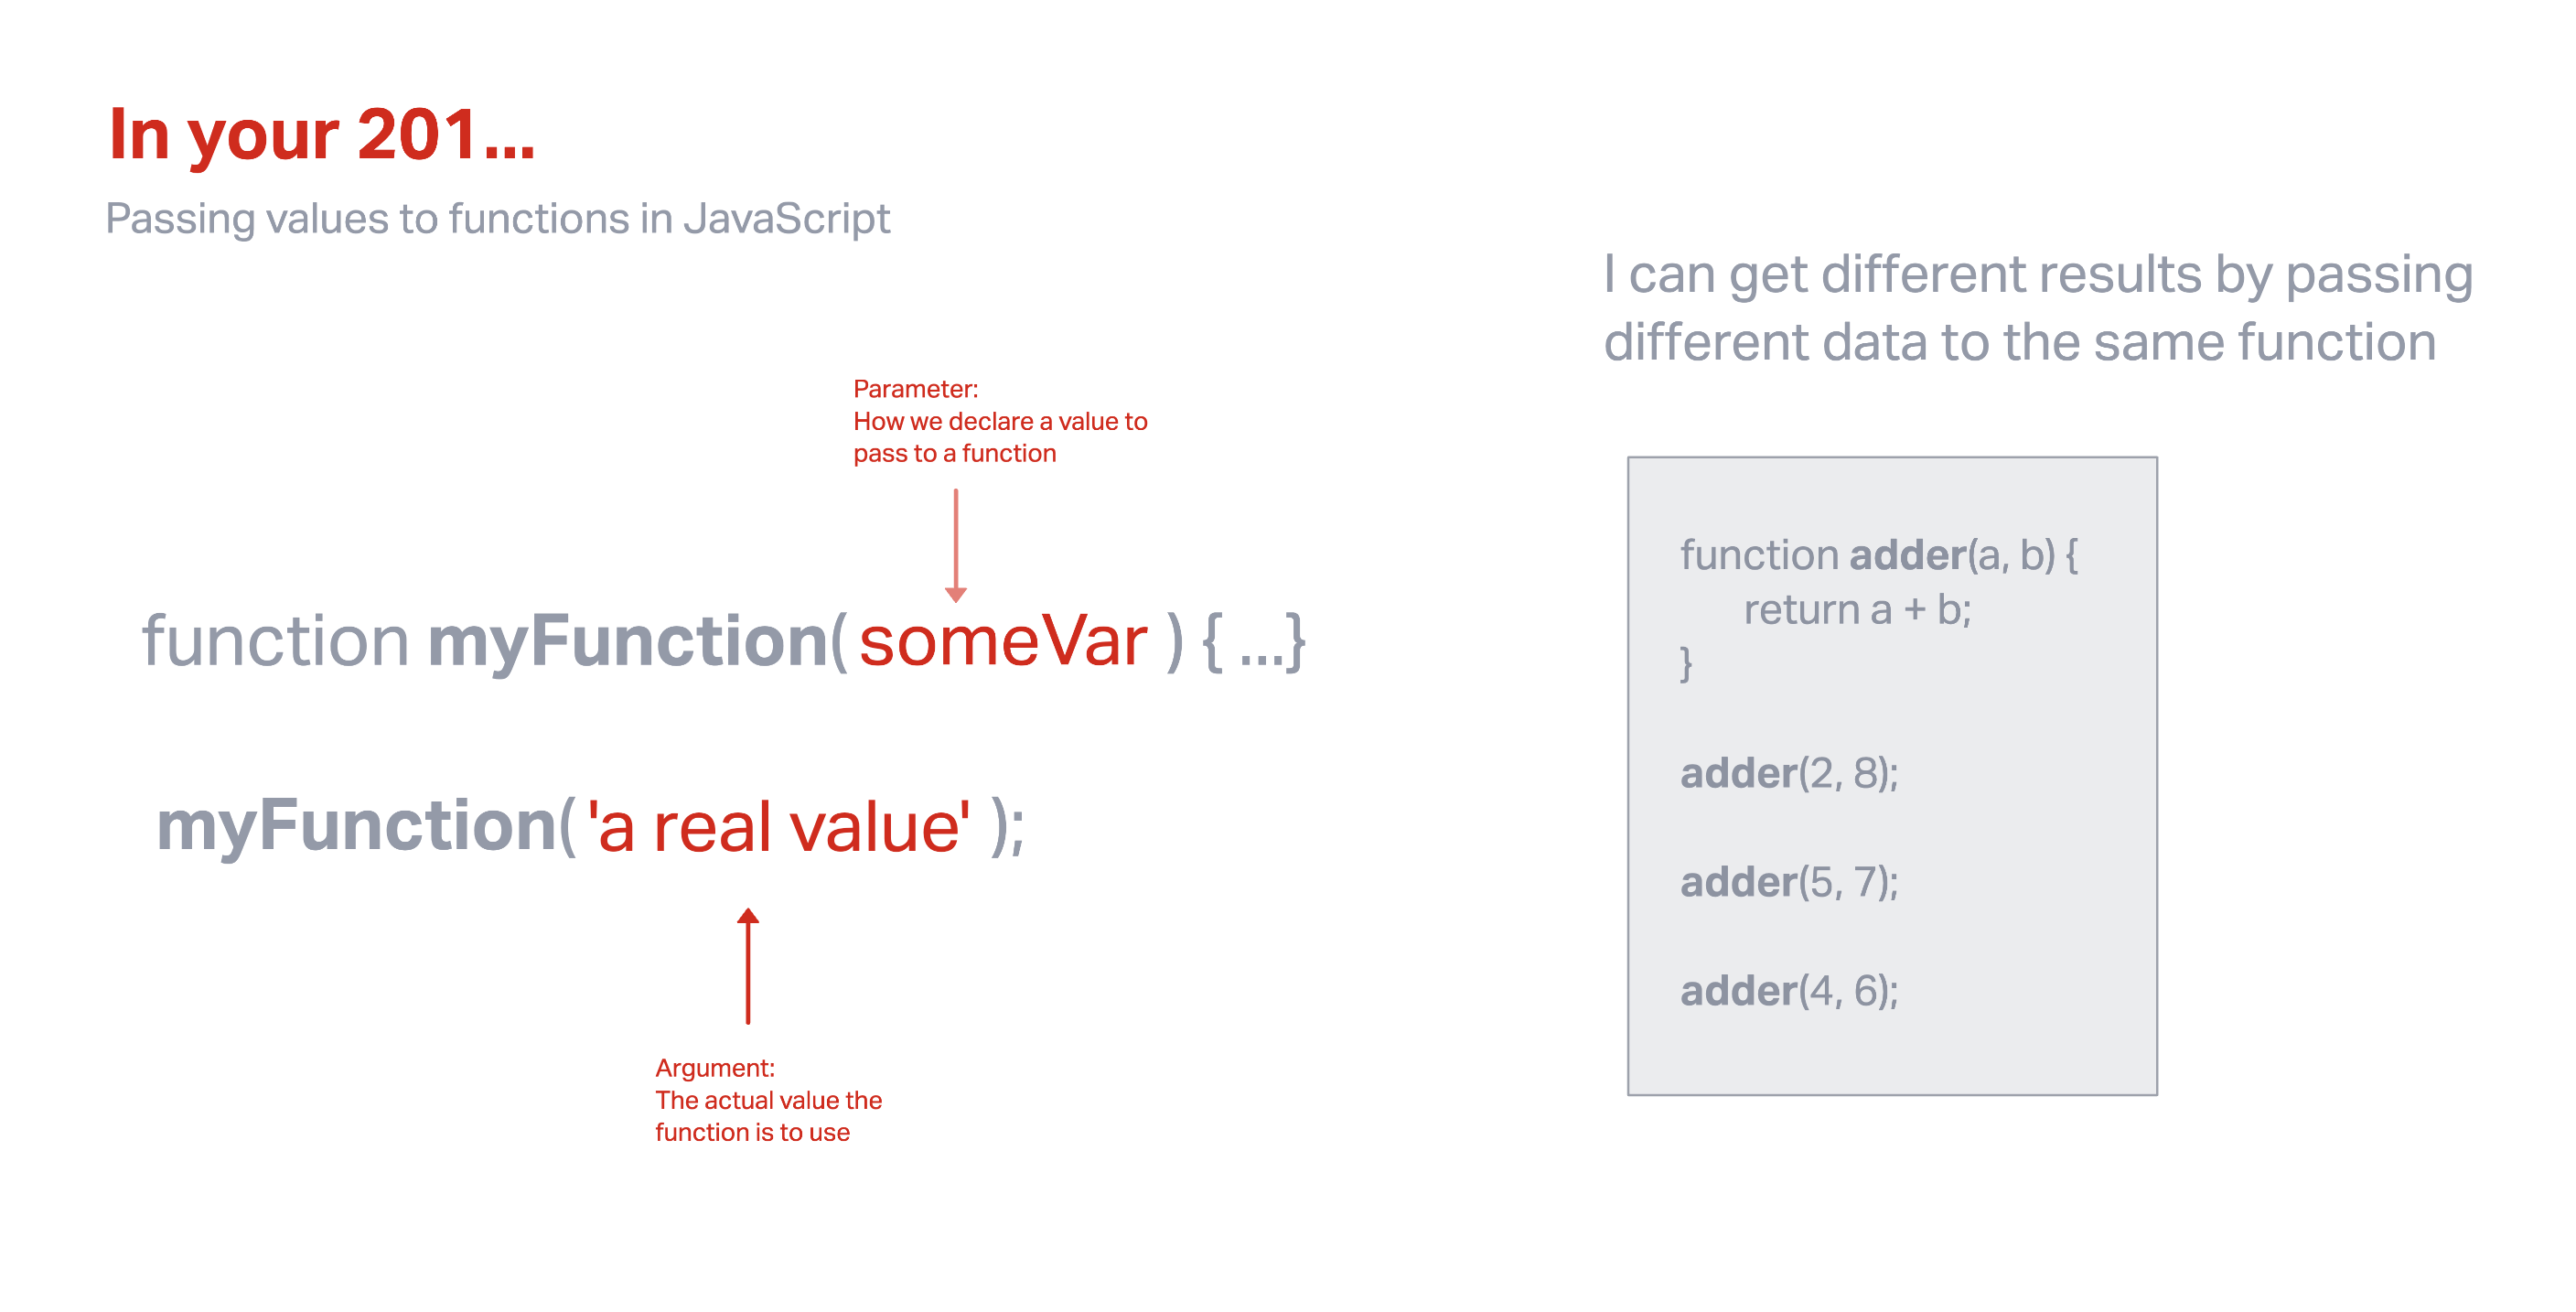 In your 201...
Passing values to functions in JavaScript
Parameter:
How we declare a value to
pass to a function
function myFunction( someVar ) { ...}
myFunction( 'a real value' );
Argument:
The actual value the
function is to use
I can get different results by passing
different data to the same function
function adder(a, b) {
return a + b;
}
adder(2, 8);
adder(5, 7);
adder(4, 6);